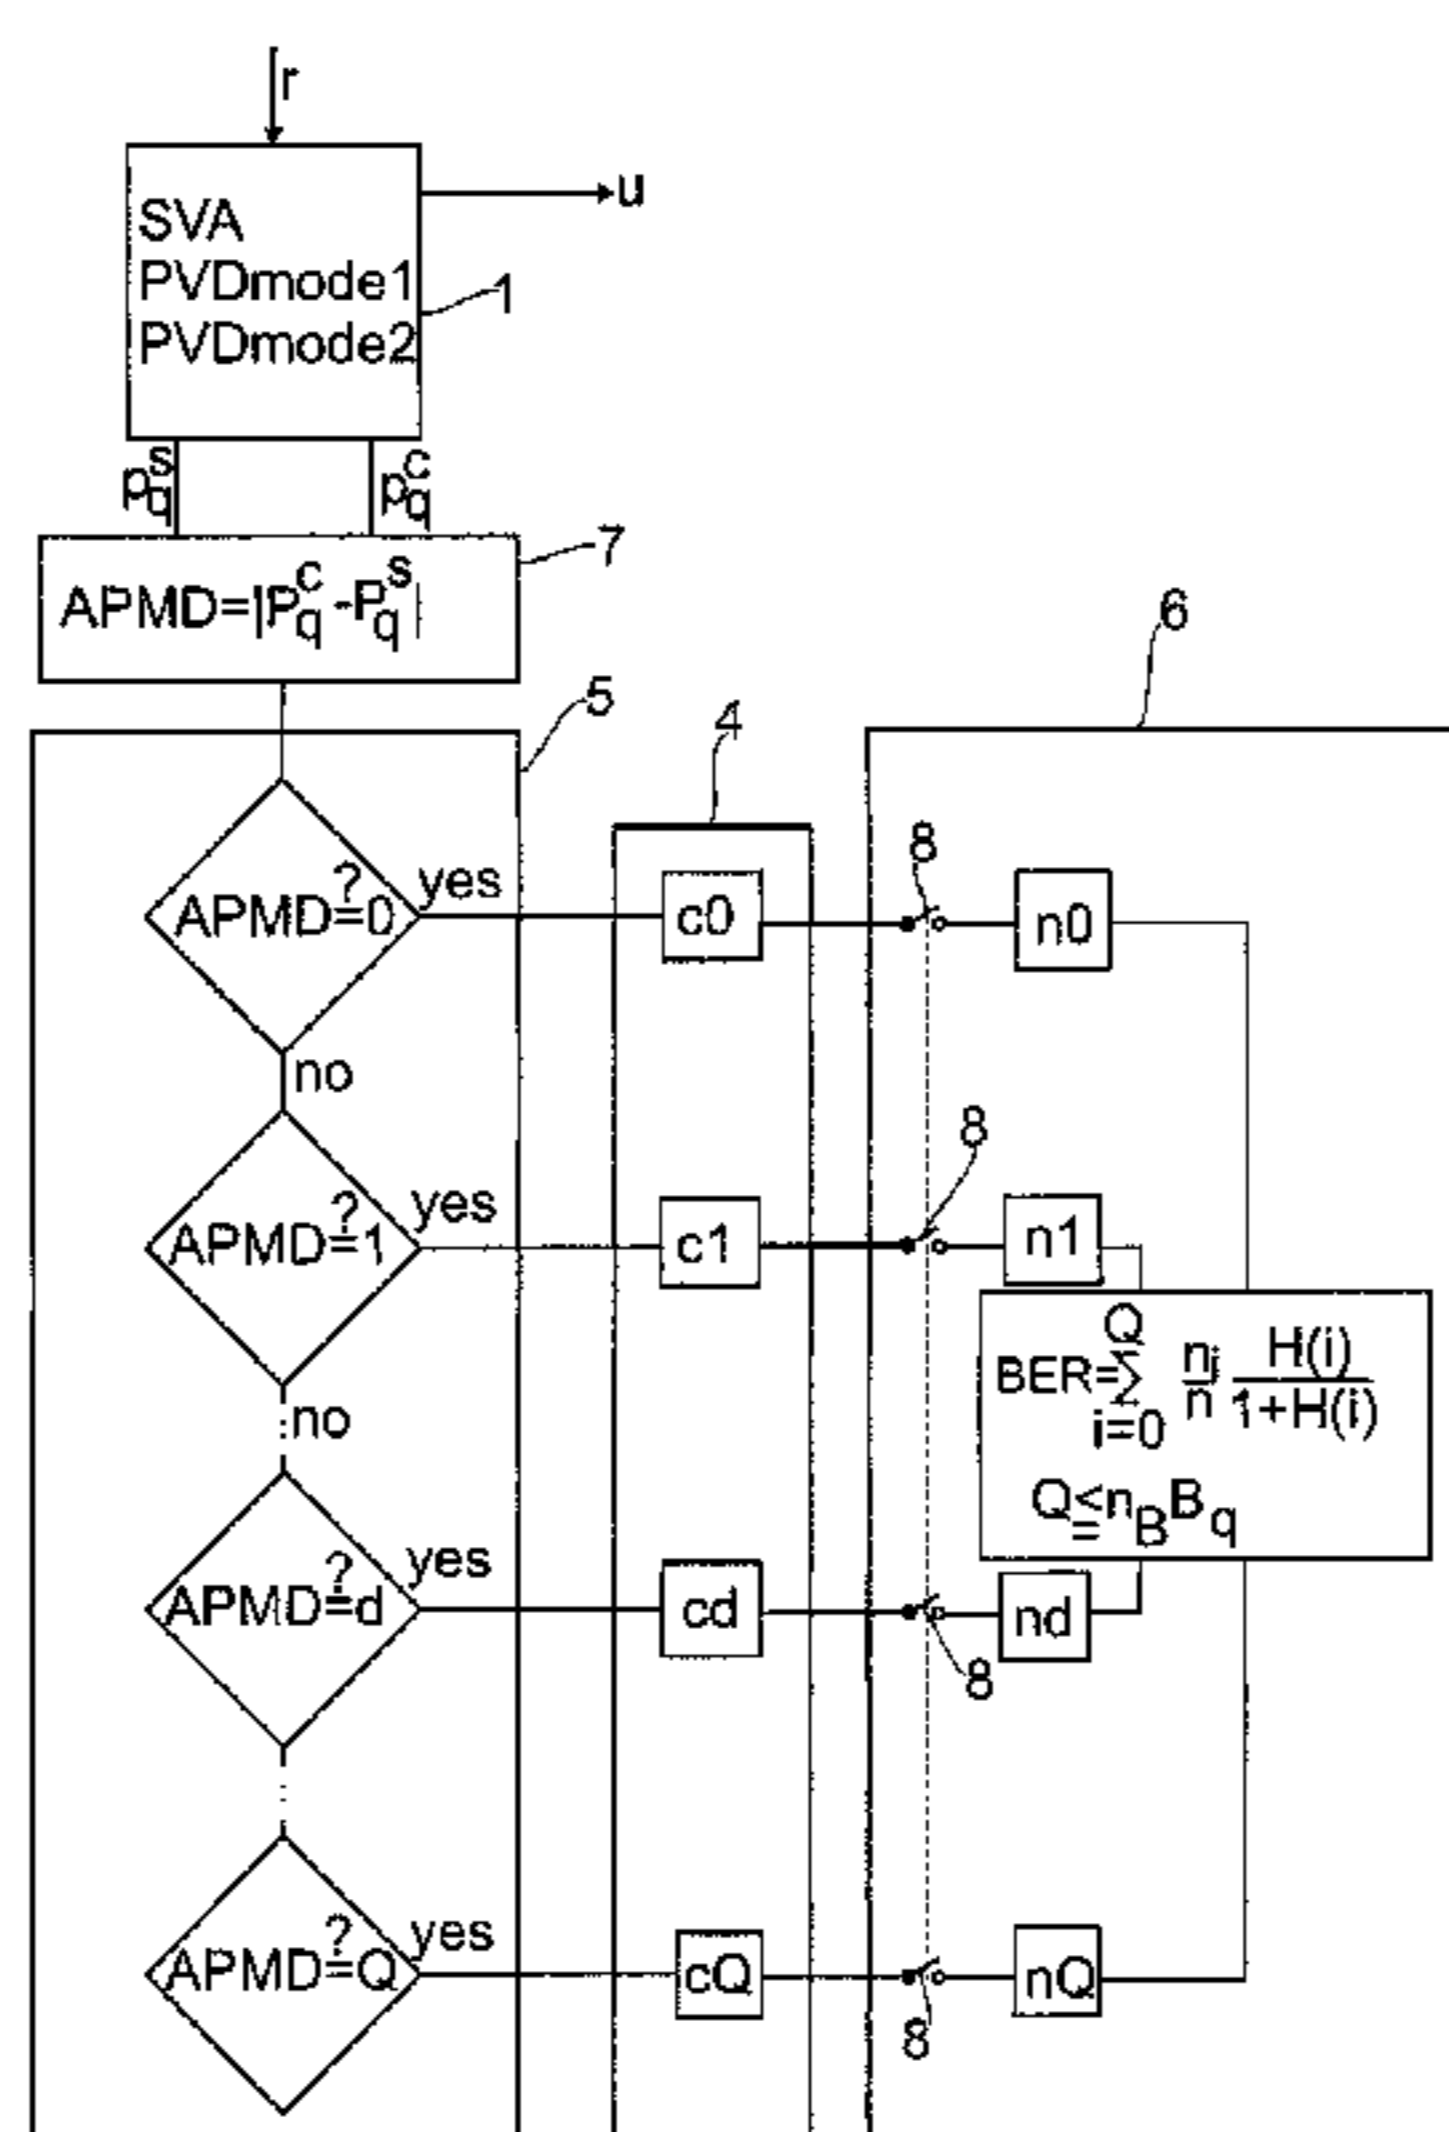 r
u
SVA
PVDmode1
PVDmode2
1
p_q^s
p_q^c
7
APMD=|P_q^c-P_q^s|
5
4
6
APMD≟0
yes
c0
8
n0
no
APMD≟1
yes
c1
8
n1
BER=∑_{i=0}^{Q} n_i/n H(i)/1+H(i)
Q≤n_B B_q
no
APMD≟d
yes
cd
8
nd
APMD≟Q
yes
cQ
8
nQ